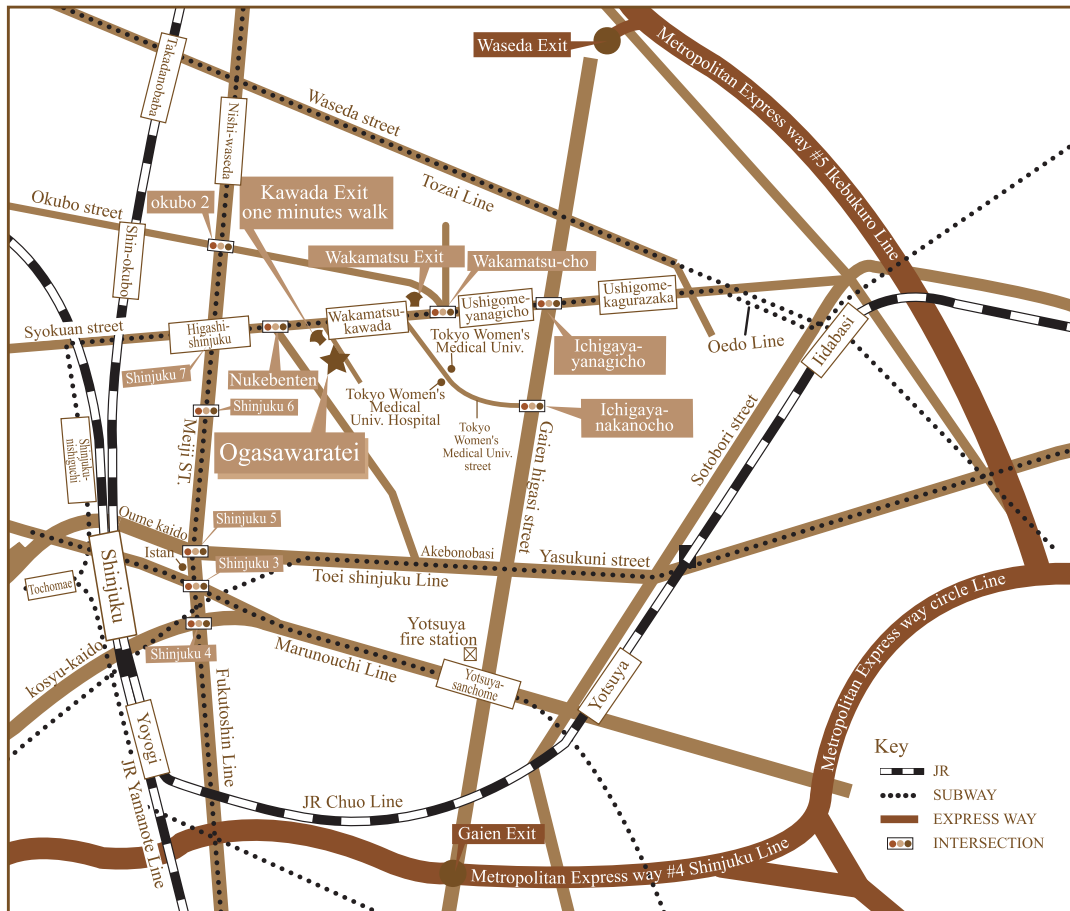 Waseda Exit
Metropolitan Express way #5 Ikebukuro Line
Takadanobaba
Nishi-waseda
Waseda street
Tozai Line
Okubo street
okubo 2
Kawada Exit
one minutes walk
Shin-okubo
Wakamatsu Exit
Wakamatsu-cho
Ushigome-
yanagicho
Ushigome-
kagurazaka
Syokuan street
Higashi-
shinjuku
Wakamatsu-
kawada
Tokyo Women's
Medical Univ.
Ichigaya-
yanagicho
Oedo Line
Iidabasi
Shinjuku 7
Nukebenten
Tokyo Women's
Medical
Univ. Hospital
Shinjuku 6
Tokyo
Women's
Medical Univ.
street
Ichigaya-
nakanocho
Shinjuku-
nishiguchi
Meiji ST.
Ogasawaratei
Gaien higasi street
Sotobori street
Oume kaido
Shinjuku 5
Istan
Shinjuku 3
Akebonobasi
Yasukuni street
Toei shinjuku Line
Shinjuku
Tochomae
Yotsuya
fire station
Marunouchi Line
Shinjuku 4
kosyu-kaido
Yotsuya-
sanchome
Yotsuya
Metropolitan Express way circle Line
Fukutoshin Line
Yoyogi
JR Yamanote Line
JR Chuo Line
Gaien Exit
Metropolitan Express way #4 Shinjuku Line
Key
JR
SUBWAY
EXPRESS WAY
INTERSECTION